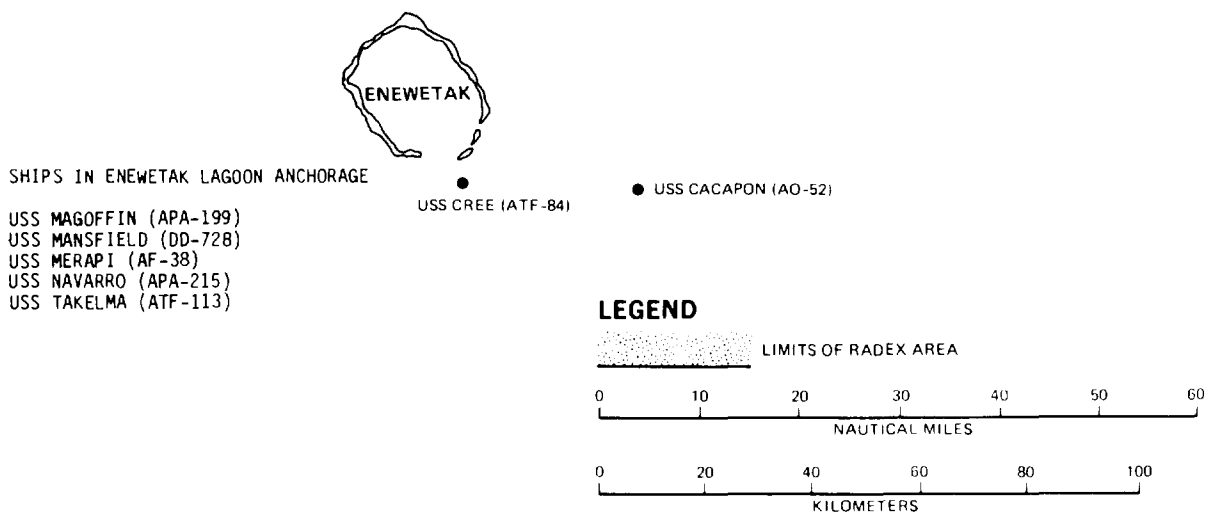 ENEWETAK
SHIPS IN ENEWETAK LAGOON ANCHORAGE
USS CREE (ATF-84)
USS CACAPON (AO-52)
USS MAGOFFIN (APA-199)
USS MANSFIELD (DD-728)
USS MERAPI (AF-38)
USS NAVARRO (APA-215)
USS TAKELMA (ATF-113)
LEGEND
LIMITS OF RADEX AREA
0 10 20 30 40 50 60
NAUTICAL MILES
0 20 40 60 80 100
KILOMETERS